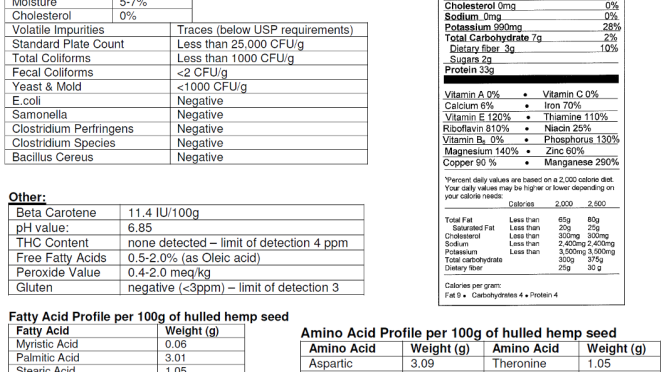 Moisture 5-7%
Cholesterol 0%
Volatile Impurities Traces (below USP requirements)
Standard Plate Count Less than 25,000 CFU/g
Total Coliforms Less than 1000 CFU/g
Fecal Coliforms <2 CFU/g
Yeast & Mold <1000 CFU/g
E.coli Negative
Samonella Negative
Clostridium Perfringens Negative
Clostridium Species Negative
Bacillus Cereus Negative
Other:
Beta Carotene 11.4 IU/100g
pH value: 6.85
THC Content none detected – limit of detection 4 ppm
Free Fatty Acids 0.5-2.0% (as Oleic acid)
Peroxide Value 0.4-2.0 meq/kg
Gluten negative (<3ppm) – limit of detection 3
Fatty Acid Profile per 100g of hulled hemp seed
Fatty Acid Weight (g)
Myristic Acid 0.06
Palmitic Acid 3.01
Stearic Acid 1.05
Cholesterol 0mg 0%
Sodium 0mg 0%
Potassium 990mg 28%
Total Carbohydrate 7g 2%
Dietary fiber 3g 10%
Sugars 2g
Protein 33g
Vitamin A 0% • Vitamin C 0%
Calcium 6% • Iron 70%
Vitamin E 120% • Thiamine 110%
Riboflavin 810% • Niacin 25%
Vitamin B₆ 0% • Phosphorus 130%
Magnesium 140% • Zinc 60%
Copper 90 % • Manganese 290%
*Percent daily values are based on a 2,000 calorie diet.
Your daily values may be higher or lower depending on
your calorie needs:
Calories 2,000 2,500
Total Fat Less than 65g 80g
Saturated Fat Less than 20g 25g
Cholesterol Less than 300mg 300mg
Sodium Less than 2,400mg 2,400mg
Potassium Less than 3,500mg 3,500mg
Total carbohydrate 300g 375g
Dietary fiber 25g 30 g
Calories per gram:
Fat 9 • Carbohydrates 4 • Protein 4
Amino Acid Profile per 100g of hulled hemp seed
Amino Acid Weight (g) Amino Acid Weight (g)
Aspartic 3.09 Theronine 1.05